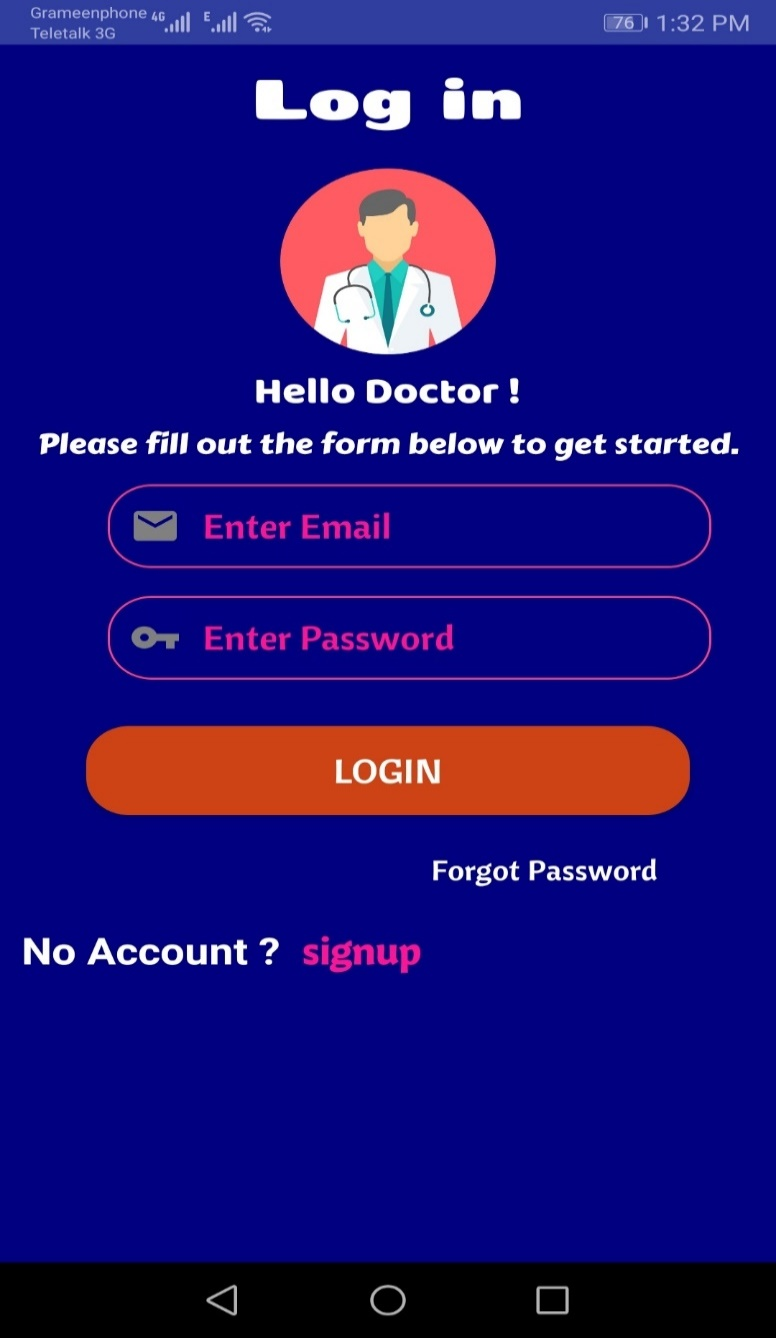 Grameenphone 4G E 76 1:32 PM
Teletalk 3G
Log in
Hello Doctor !
Please fill out the form below to get started.
Enter Email
Enter Password
LOGIN
Forgot Password
No Account ? signup